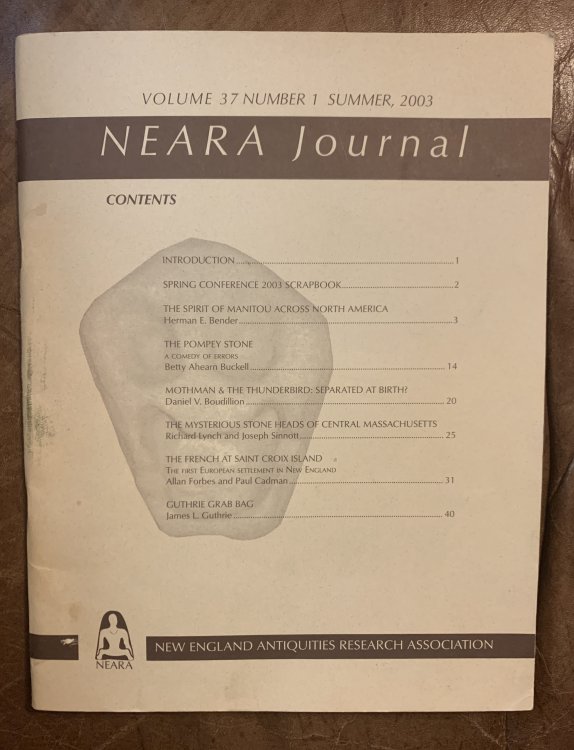 VOLUME 37 NUMBER 1 SUMMER, 2003
NEARA Journal
CONTENTS
INTRODUCTION 1
SPRING CONFERENCE 2003 SCRAPBOOK 2
THE SPIRIT OF MANITOU ACROSS NORTH AMERICA
Herman E. Bender 3
THE POMPEY STONE
A COMEDY OF ERRORS
Betty Ahearn Buckell 14
MOTHMAN & THE THUNDERBIRD: SEPARATED AT BIRTH?
Daniel V. Boudillion 20
THE MYSTERIOUS STONE HEADS OF CENTRAL MASSACHUSETTS
Richard Lynch and Joseph Sinnott 25
THE FRENCH AT SAINT CROIX ISLAND
THE FIRST EUROPEAN SETTLEMENT IN NEW ENGLAND
Allan Forbes and Paul Cadman 31
GUTHRIE GRAB BAG
James L. Guthrie 40
NEARA
NEW ENGLAND ANTIQUITIES RESEARCH ASSOCIATION